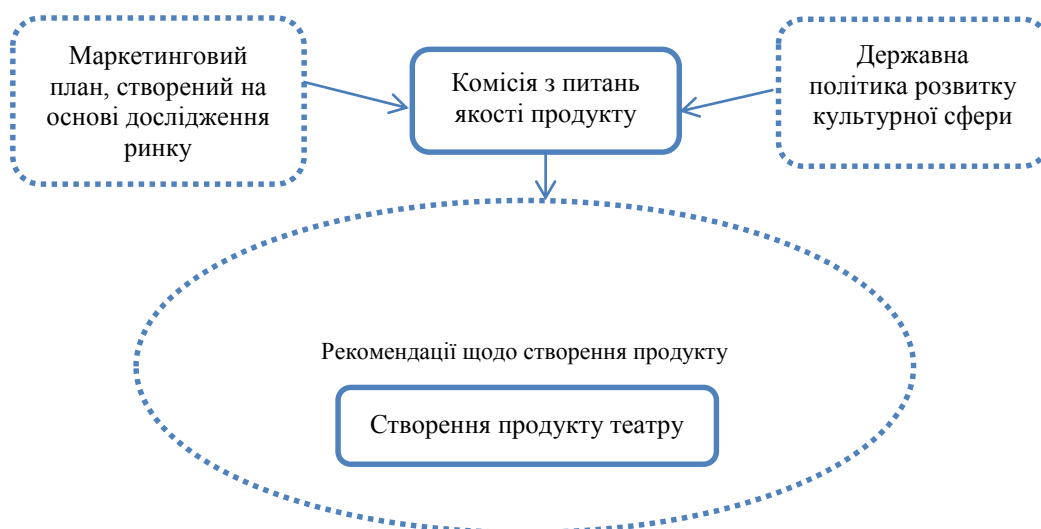 Маркетинговий
план, створений на
основі дослідження
ринку
Комісія з питань
якості продукту
Державна
політика розвитку
культурної сфери
Рекомендації щодо створення продукту
Створення продукту театру